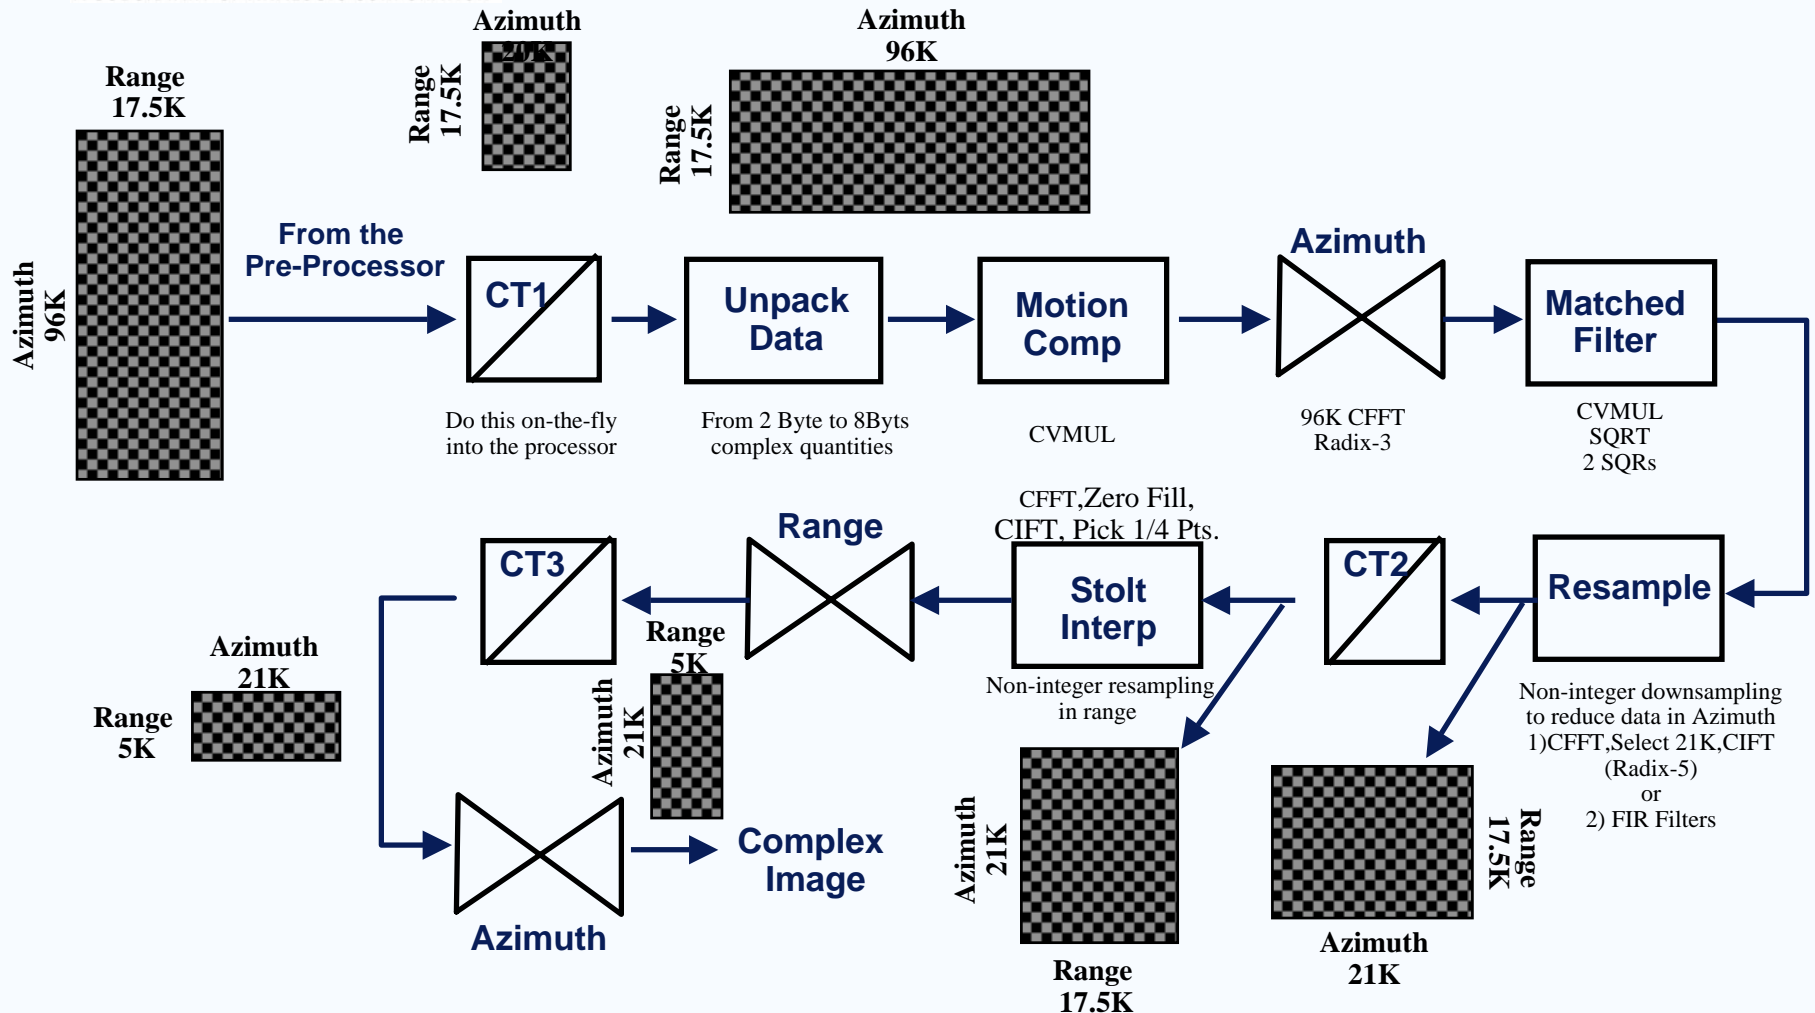 Azimuth
20K
Azimuth
96K
Range
17.5K
Range
17.5K
Range
17.5K
Azimuth
96K
From the
Pre-Processor
CT1
Unpack
Data
Motion
Comp
Azimuth
Matched
Filter
Do this on-the-fly
into the processor
From 2 Byte to 8Byts
complex quantities
CVMUL
96K CFFT
Radix-3
CVMUL
SQRT
2 SQRs
Resample
Non-integer downsampling
to reduce data in Azimuth
1)CFFT,Select 21K,CIFT
(Radix-5)
or
2) FIR Filters
CT2
Azimuth
21K
Range
17.5K
CFFT,Zero Fill,
CIFT, Pick 1/4 Pts.
Stolt
Interp
Non-integer resampling
in range
Azimuth
21K
Range
17.5K
Range
CT3
Range
5K
Azimuth
21K
Azimuth
21K
Range
5K
Azimuth
Complex
Image